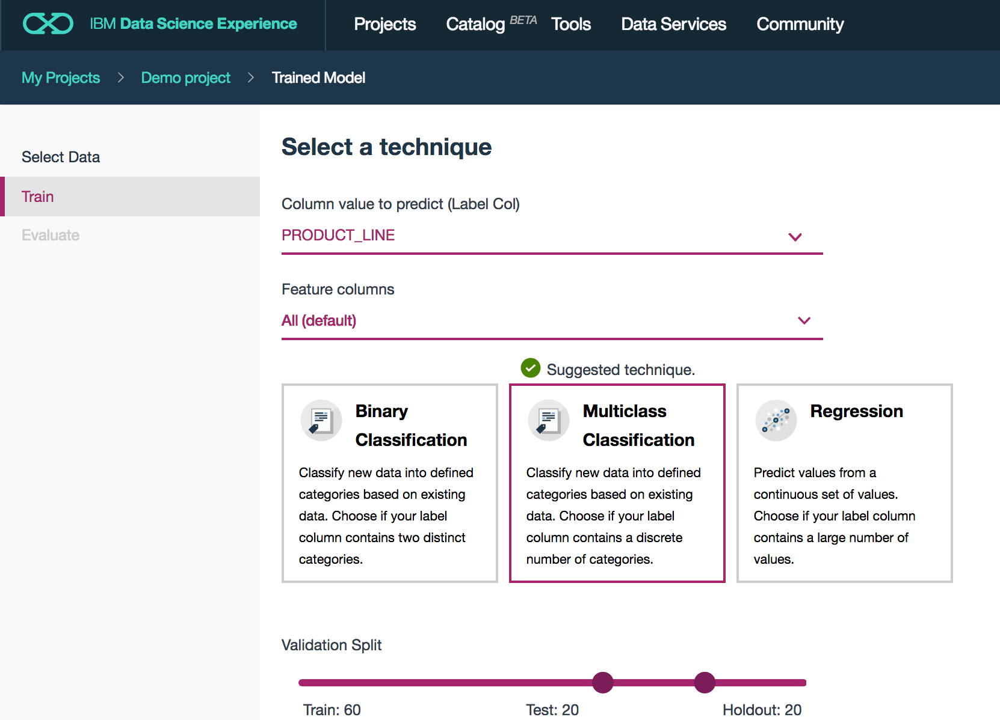 IBM Data Science Experience
Projects
Catalog BETA
Tools
Data Services
Community
My Projects > Demo project > Trained Model
Select Data
Train
Evaluate
Select a technique
Column value to predict (Label Col)
PRODUCT_LINE
Feature columns
All (default)
Suggested technique.
Binary
Classification
Classify new data into defined
categories based on existing
data. Choose if your label
column contains two distinct
categories.
Multiclass
Classification
Classify new data into defined
categories based on existing
data. Choose if your label
column contains a discrete
number of categories.
Regression
Predict values from a
continuous set of values.
Choose if your label column
contains a large number of
values.
Validation Split
Train: 60
Test: 20
Holdout: 20